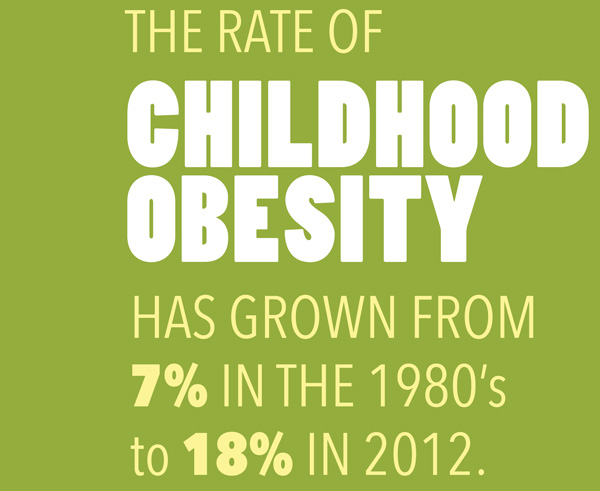 THE RATE OF
CHILDHOOD
OBESITY
HAS GROWN FROM
7% IN THE 1980’s
to 18% IN 2012.